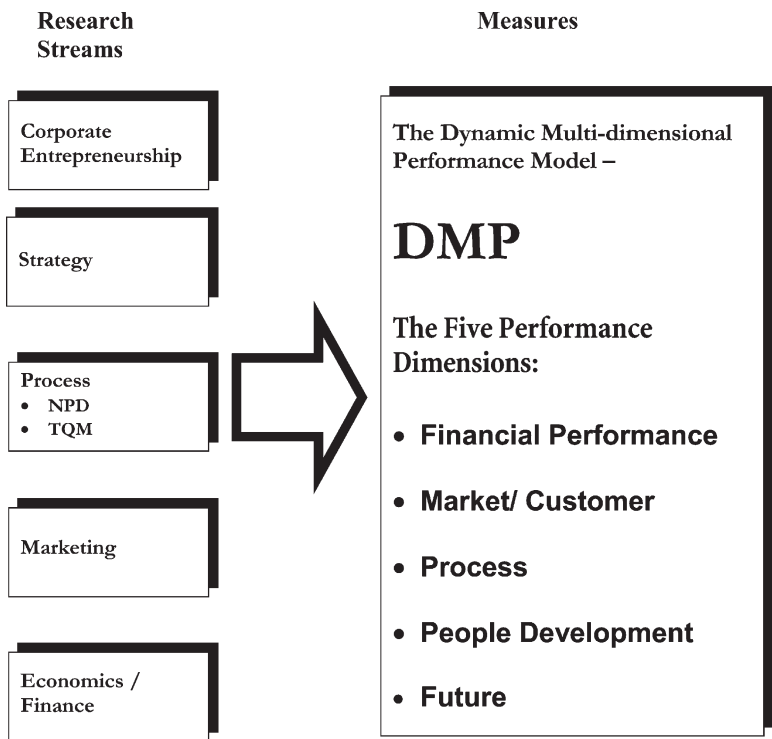 Research
Streams
Corporate
Entrepreneurship
Strategy
Process
• NPD
• TQM
Marketing
Economics /
Finance
Measures
The Dynamic Multi-dimensional
Performance Model –
DMP
The Five Performance
Dimensions:
• Financial Performance
• Market/ Customer
• Process
• People Development
• Future